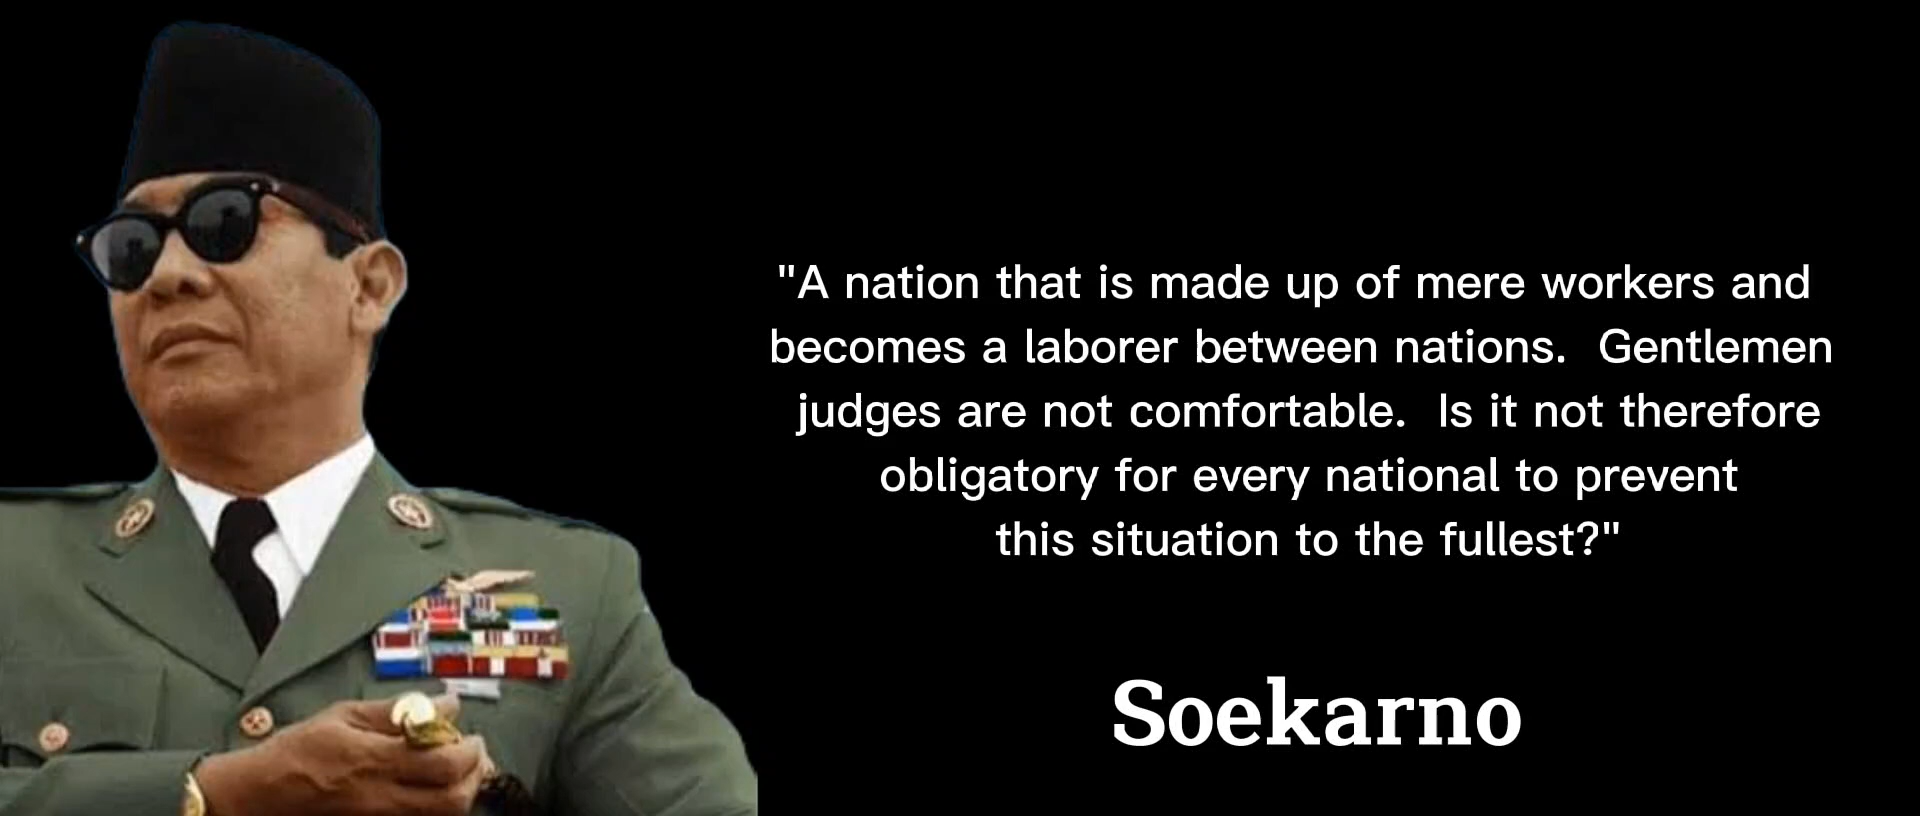 "A nation that is made up of mere workers and
becomes a laborer between nations.  Gentlemen
judges are not comfortable.  Is it not therefore
obligatory for every national to prevent
this situation to the fullest?"
Soekarno